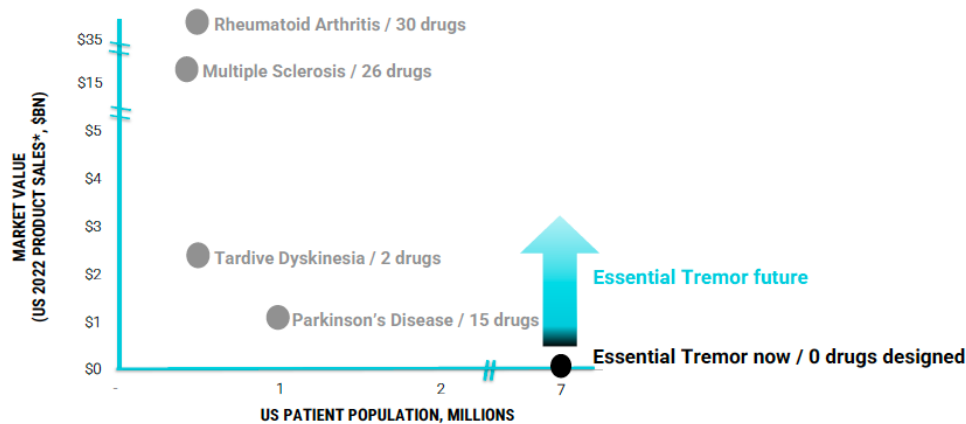 MARKET VALUE
(US 2022 PRODUCT SALES*, $BN)
$35
$15
$5
$4
$3
$2
$1
$0
Rheumatoid Arthritis / 30 drugs
Multiple Sclerosis / 26 drugs
Tardive Dyskinesia / 2 drugs
Parkinson's Disease / 15 drugs
Essential Tremor future
Essential Tremor now / 0 drugs designed
- 1 2 7
US PATIENT POPULATION, MILLIONS